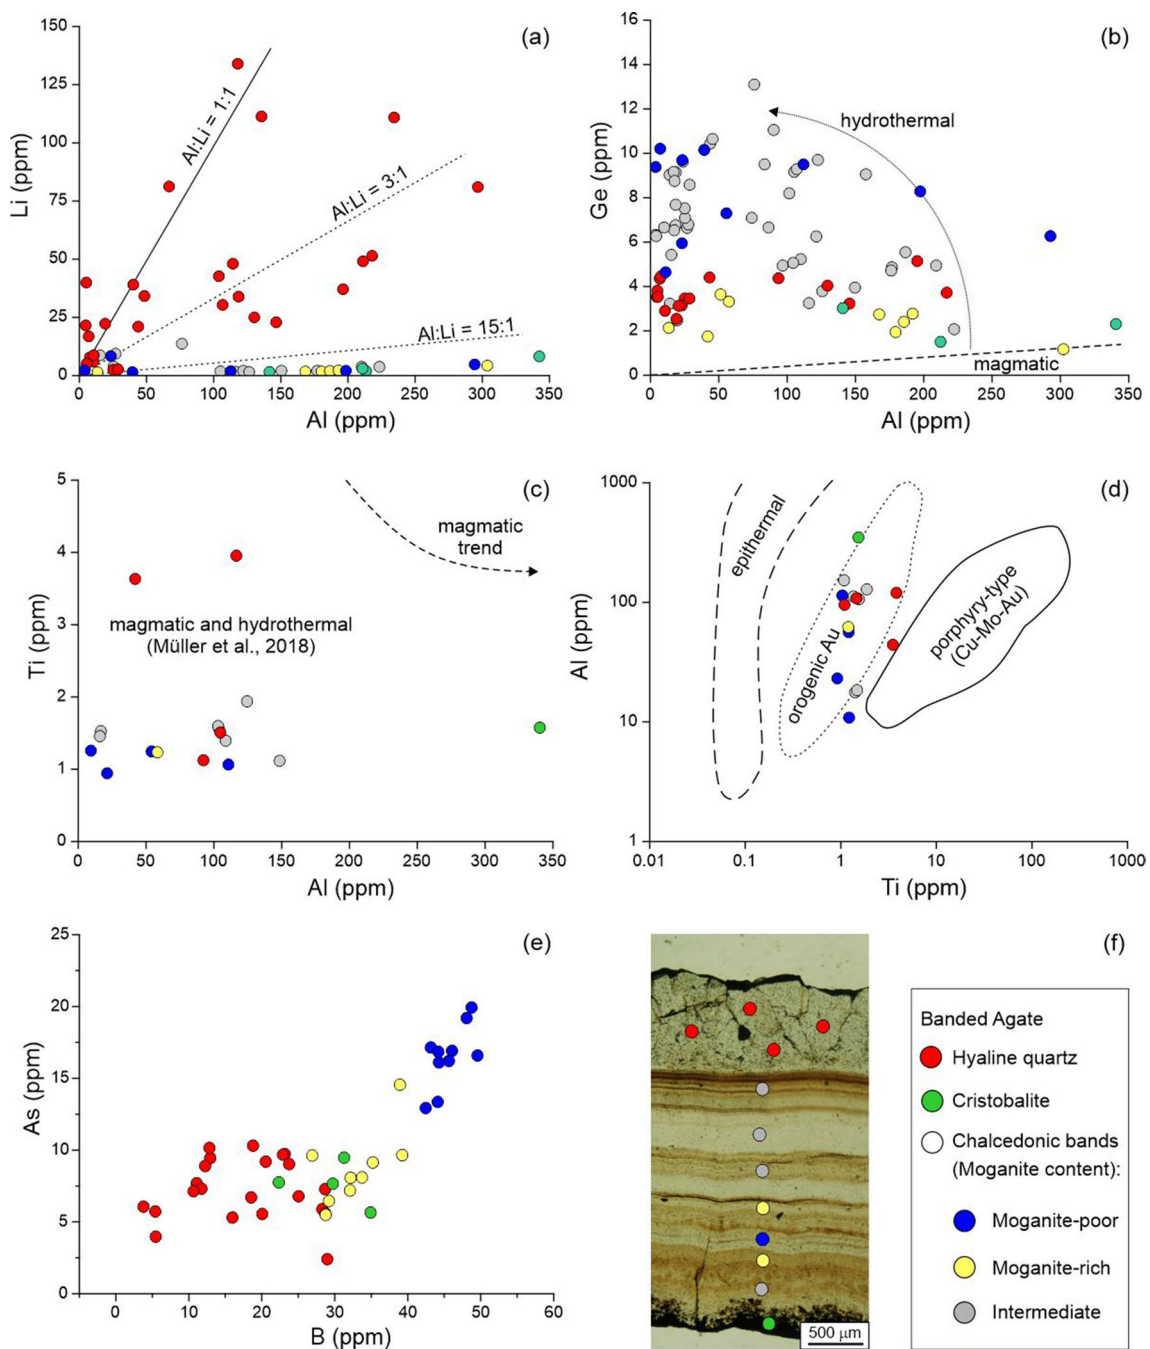 (a)
150
125
100
75
50
25
0
Li (ppm)
Al:Li = 1:1
Al:Li = 3:1
Al:Li = 15:1
0 50 100 150 200 250 300 350
Al (ppm)
(b)
16
14
12
10
8
6
4
2
0
Ge (ppm)
hydrothermal
magmatic
0 50 100 150 200 250 300 350
Al (ppm)
(c)
5
4
3
2
1
0
Ti (ppm)
magmatic
trend
magmatic and hydrothermal
(Müller et al., 2018)
0 50 100 150 200 250 300 350
Al (ppm)
(d)
1000
100
10
1
Al (ppm)
epithermal
orogenic Au
porphyry-type
(Cu-Mo-Au)
0.01 0.1 1 10 100 1000
Ti (ppm)
(e)
25
20
15
10
5
0
As (ppm)
0 10 20 30 40 50 60
B (ppm)
(f)
500 µm
Banded Agate
Hyaline quartz
Cristobalite
Chalcedonic bands
(Moganite content):
Moganite-poor
Moganite-rich
Intermediate